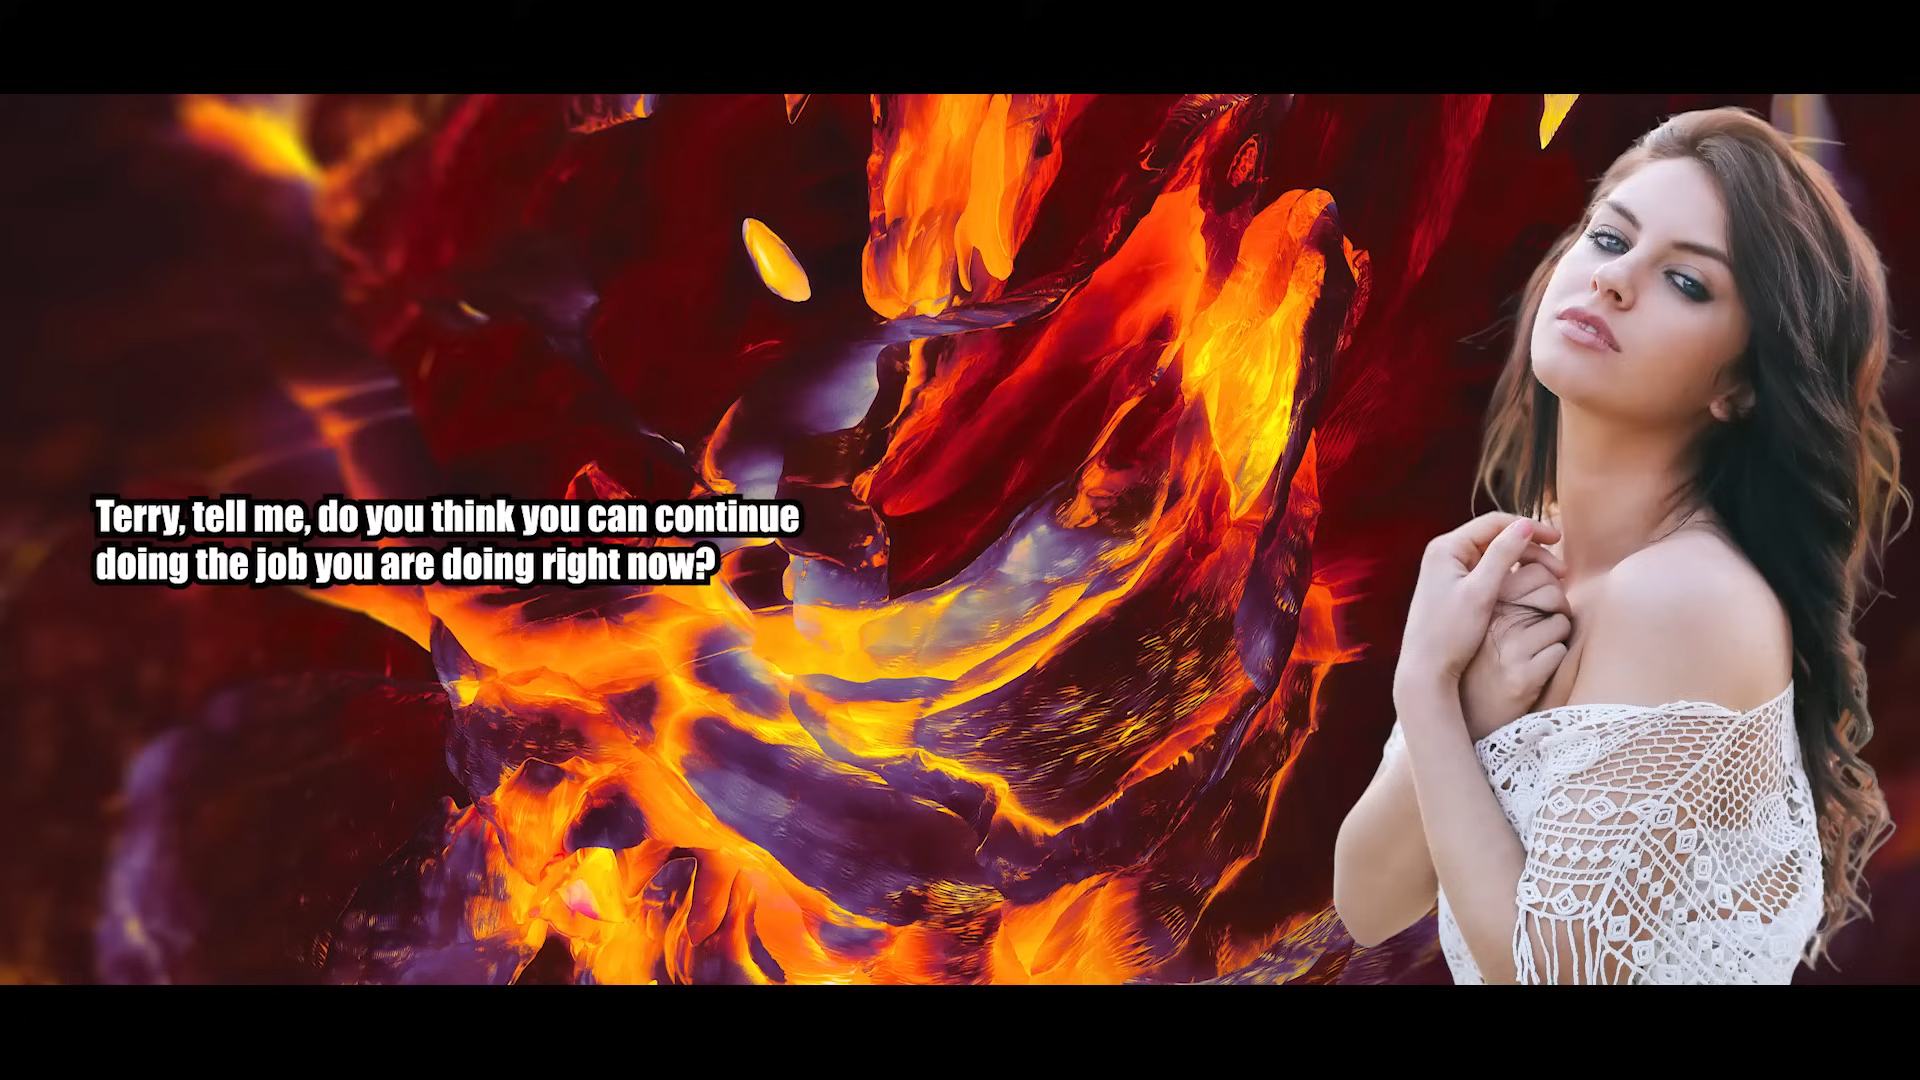 Terry, tell me, do you think you can continue
doing the job you are doing right now?